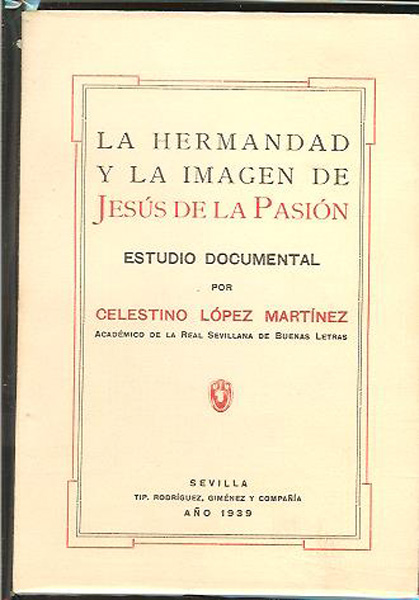 LA HERMANDAD
Y LA IMAGEN DE
JESÚS DE LA PASIÓN
ESTUDIO DOCUMENTAL
POR
CELESTINO LÓPEZ MARTÍNEZ
ACADÉMICO DE LA REAL SEVILLANA DE BUENAS LETRAS
SEVILLA
TIP. RODRÍGUEZ, GIMÉNEZ Y COMPAÑÍA
AÑO 1939